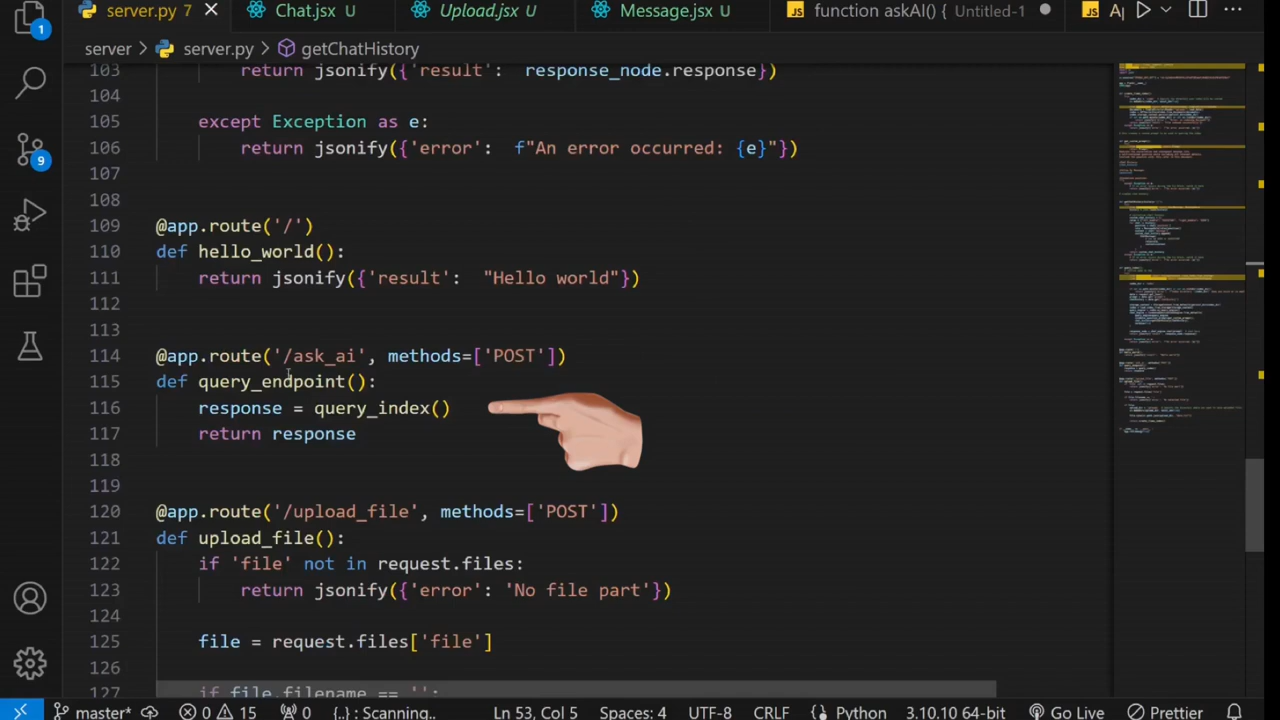 server.py 7 Chat.jsx U Upload.jsx U Message.jsx U function askAI() { Untitled-1
server server.py getChatHistory
103 return jsonify({'result': response_node.response})
104
105 except Exception as e:
106 return jsonify({'error': f"An error occurred: {e}"})
107
108
109 @app.route('/')
110 def hello_world():
111 return jsonify({'result': "Hello world"})
112
113
114 @app.route('/ask_ai', methods=['POST'])
115 def query_endpoint():
116 response = query_index()
117 return response
118
119
120 @app.route('/upload_file', methods=['POST'])
121 def upload_file():
122 if 'file' not in request.files:
123 return jsonify({'error': 'No file part'})
124
125 file = request.files['file']
126
127 if file.filename == '':
1
9
master* 0 15 0 {..} : Scanning.. Ln 53, Col 5 Spaces: 4 UTF-8 CRLF Python 3.10.10 64-bit Go Live Prettier